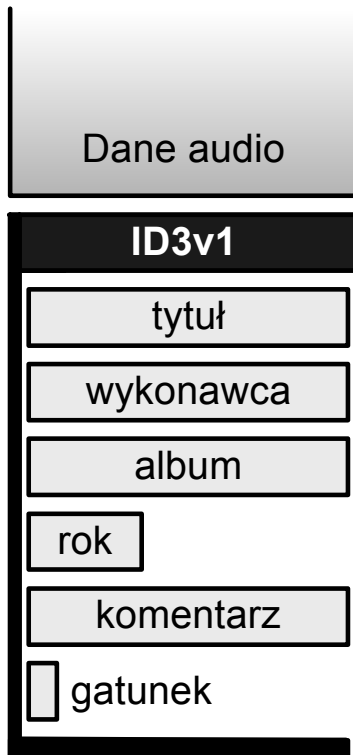 Dane audio
ID3v1
tytuł
wykonawca
album
rok
komentarz
gatunek